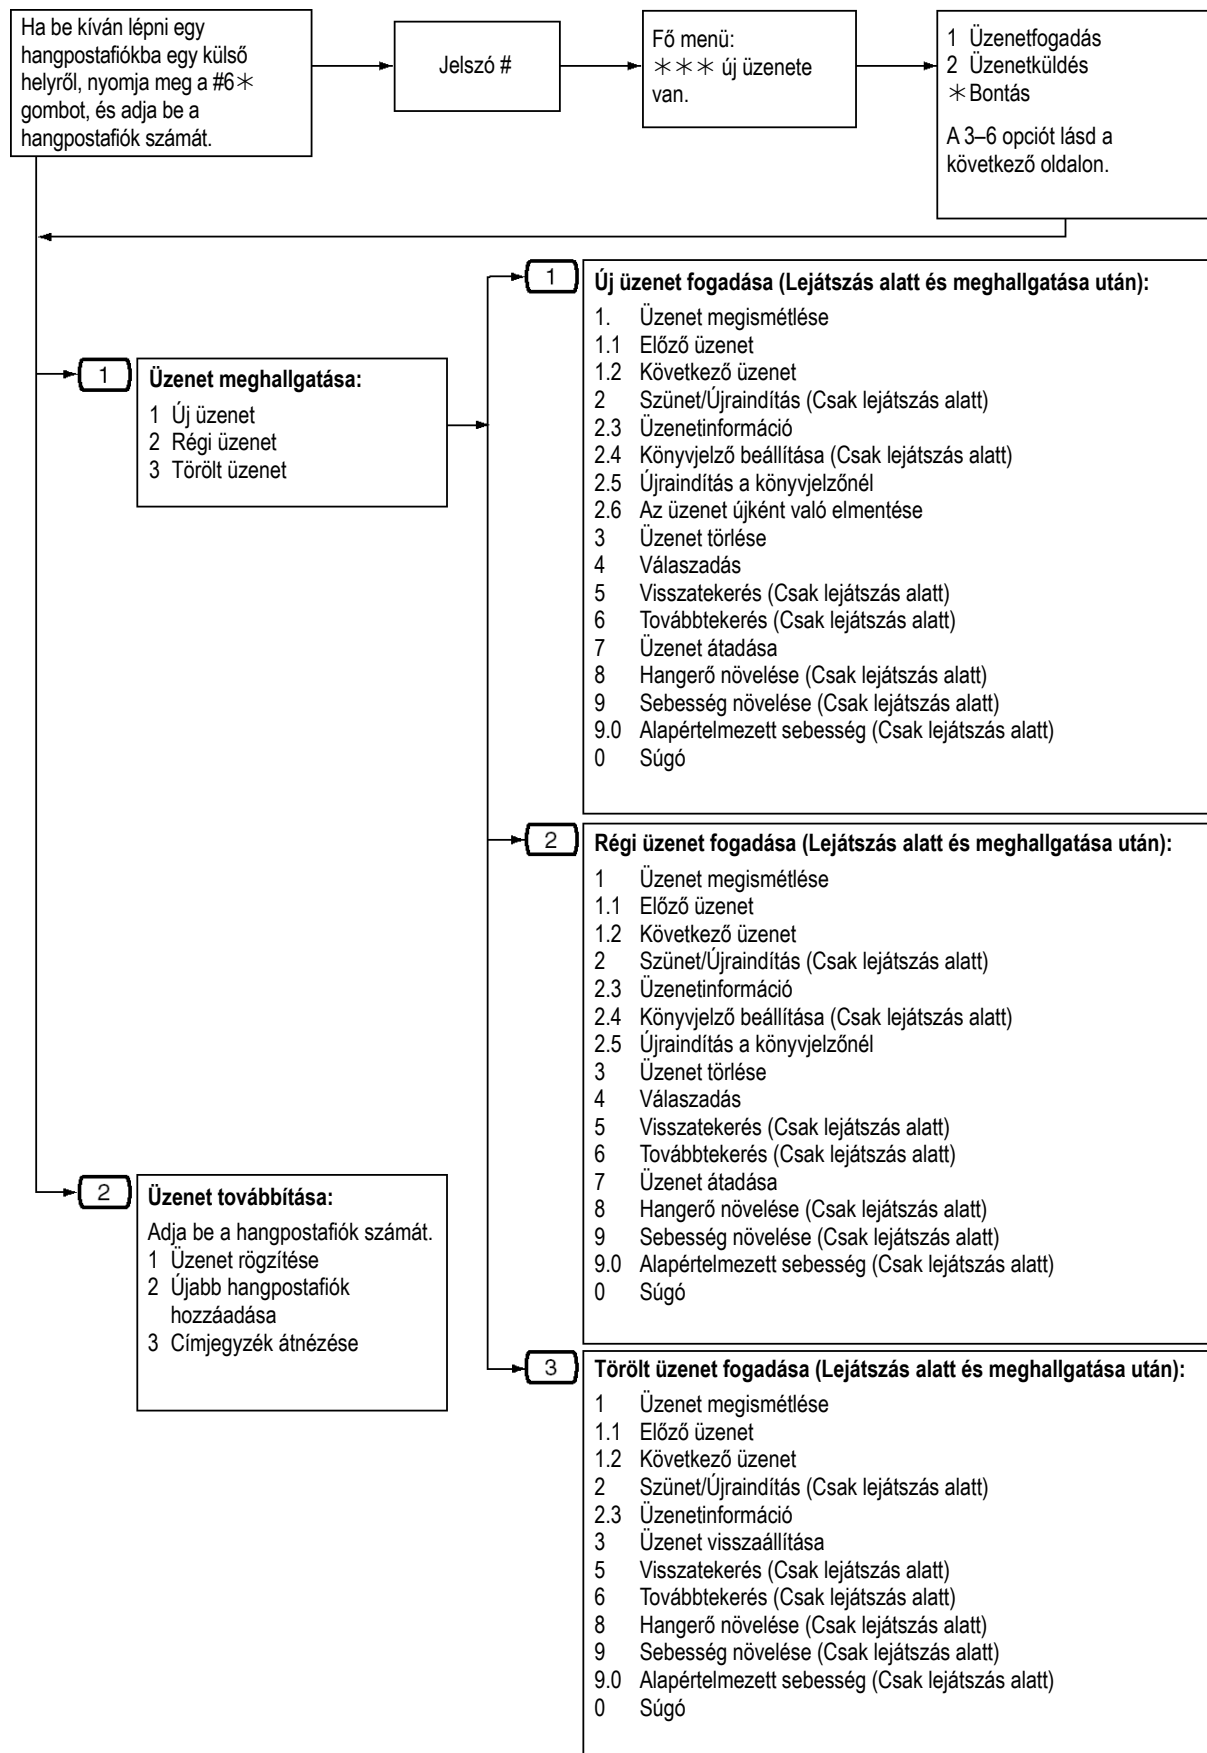 Ha be kíván lépni egy
hangpostafiókba egy külső
helyről, nyomja meg a #6∗
gombot, és adja be a
hangpostafiók számát.
Jelszó #
Fő menü:
∗∗∗ új üzenete
van.
1 Üzenetfogadás
2 Üzenetküldés
∗ Bontás
A 3–6 opciót lásd a
következő oldalon.
1
Üzenet meghallgatása:
1 Új üzenet
2 Régi üzenet
3 Törölt üzenet
1
Új üzenet fogadása (Lejátszás alatt és meghallgatása után):
1. Üzenet megismétlése
1.1 Előző üzenet
1.2 Következő üzenet
2 Szünet/Újraindítás (Csak lejátszás alatt)
2.3 Üzenetinformáció
2.4 Könyvjelző beállítása (Csak lejátszás alatt)
2.5 Újraindítás a könyvjelzőnél
2.6 Az üzenet újként való elmentése
3 Üzenet törlése
4 Válaszadás
5 Visszatekerés (Csak lejátszás alatt)
6 Továbbtekerés (Csak lejátszás alatt)
7 Üzenet átadása
8 Hangerő növelése (Csak lejátszás alatt)
9 Sebesség növelése (Csak lejátszás alatt)
9.0 Alapértelmezett sebesség (Csak lejátszás alatt)
0 Súgó
2
Régi üzenet fogadása (Lejátszás alatt és meghallgatása után):
1 Üzenet megismétlése
1.1 Előző üzenet
1.2 Következő üzenet
2 Szünet/Újraindítás (Csak lejátszás alatt)
2.3 Üzenetinformáció
2.4 Könyvjelző beállítása (Csak lejátszás alatt)
2.5 Újraindítás a könyvjelzőnél
3 Üzenet törlése
4 Válaszadás
5 Visszatekerés (Csak lejátszás alatt)
6 Továbbtekerés (Csak lejátszás alatt)
7 Üzenet átadása
8 Hangerő növelése (Csak lejátszás alatt)
9 Sebesség növelése (Csak lejátszás alatt)
9.0 Alapértelmezett sebesség (Csak lejátszás alatt)
0 Súgó
2
Üzenet továbbítása:
Adja be a hangpostafiók számát.
1 Üzenet rögzítése
2 Újabb hangpostafiók
hozzáadása
3 Címjegyzék átnézése
3
Törölt üzenet fogadása (Lejátszás alatt és meghallgatása után):
1 Üzenet megismétlése
1.1 Előző üzenet
1.2 Következő üzenet
2 Szünet/Újraindítás (Csak lejátszás alatt)
2.3 Üzenetinformáció
3 Üzenet visszaállítása
5 Visszatekerés (Csak lejátszás alatt)
6 Továbbtekerés (Csak lejátszás alatt)
8 Hangerő növelése (Csak lejátszás alatt)
9 Sebesség növelése (Csak lejátszás alatt)
9.0 Alapértelmezett sebesség (Csak lejátszás alatt)
0 Súgó